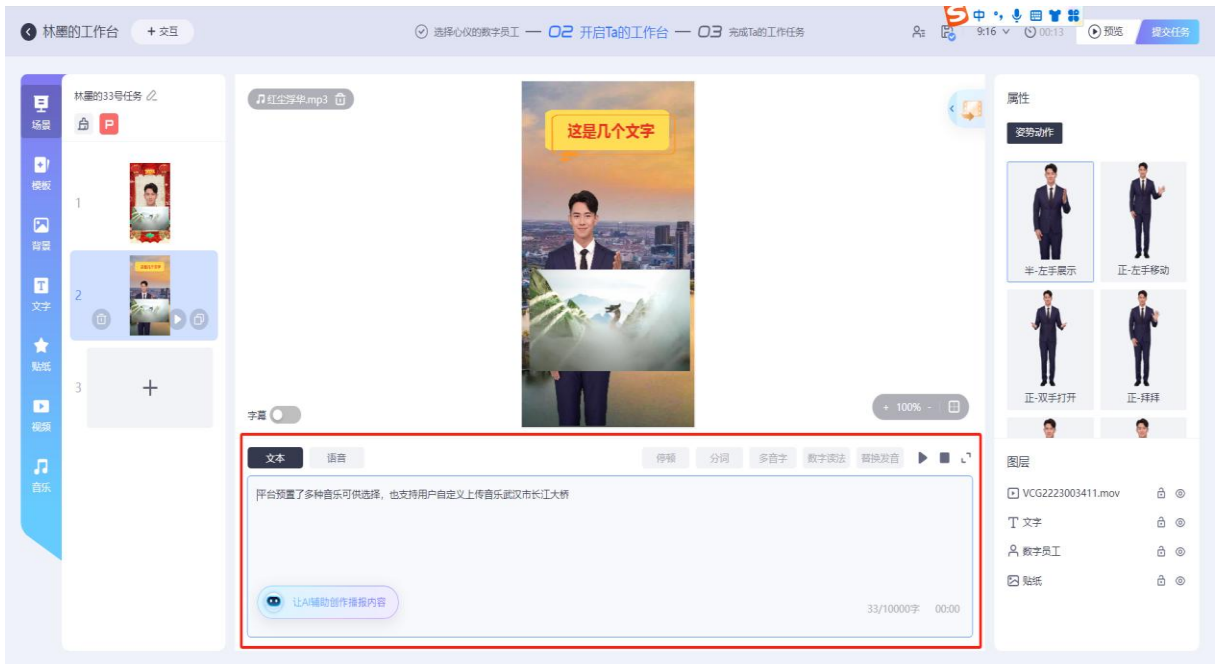 林墨的工作台 + 交互
选择心仪的数字员工 — 02 开启Ta的工作台 — 03 完成Ta的工作任务
中
9:16 00:13 预览 提交任务
场景
模板
背景
文字
贴纸
视频
音乐
林墨的33号任务
P
1
2
3
这是几个文字
红尘浮华.mp3
这是几个文字
字幕
+ 100% -
文本 语音 停顿 分词 多音字 数字读法 替换发音
平台预置了多种音乐可供选择，也支持用户自定义上传音乐武汉市长江大桥
让AI辅助创作播报内容
33/10000字 00:00
属性
姿势动作
半-左手展示 正-左手移动
正-双手打开 正-拜拜
图层
VCG2223003411.mov
T 文字
数字员工
贴纸